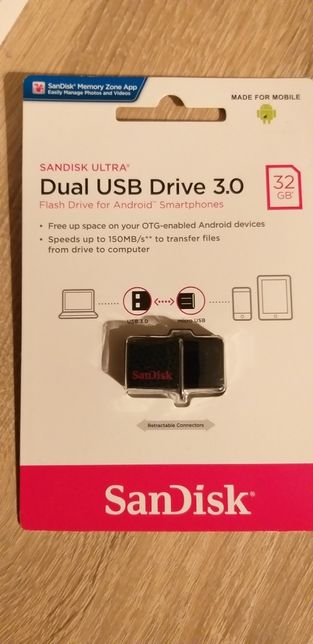 SanDisk® Memory Zone App
Easily Manage Photos and Videos
MADE FOR MOBILE
SANDISK ULTRA®
Dual USB Drive 3.0
Flash Drive for Android™ Smartphones
32
GB*
• Free up space on your OTG-enabled Android devices
• Speeds up to 150MB/s** to transfer files
from drive to computer
USB 3.0
micro USB
SanDisk
Retractable Connectors
SanDisk®